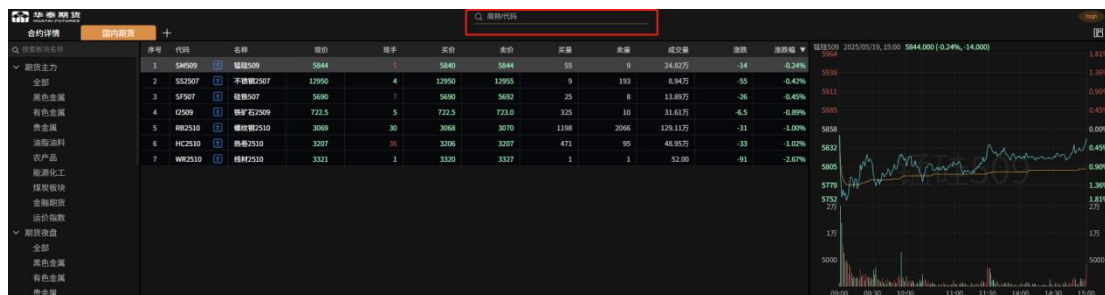 华泰期货
HUATAI FUTURES
简称/代码
high
合约详情 国内期货 +
搜索板块名称
序号 代码 名称 现价 现手 买价 卖价 买量 卖量 成交量 涨跌 涨跌幅 ▼
锰硅509 2025/05/19, 15:00 5844.000 (-0.24%, -14.000)
1 SM509 锰硅509 5844 5 5840 5844 55 9 24.82万 -14 -0.24%
2 SS2507 不锈钢2507 12950 4 12950 12955 9 193 8.94万 -55 -0.42%
3 SF507 硅铁507 5690 7 5690 5692 25 8 13.89万 -26 -0.45%
4 I2509 铁矿石2509 722.5 5 722.5 723.0 325 10 31.61万 -6.5 -0.89%
5 RB2510 螺纹钢2510 3069 30 3068 3070 1198 2066 129.11万 -31 -1.00%
6 HC2510 热卷2510 3207 36 3206 3207 471 95 48.95万 -33 -1.02%
7 WR2510 线材2510 3321 1 3320 3327 1 1 52.00 -91 -2.67%
期货主力
全部
黑色金属
有色金属
贵金属
油脂油料
农产品
能源化工
煤炭板块
金融期货
运价指数
期货夜盘
全部
黑色金属
有色金属
贵金属
5964 1.81%
5938 1.36%
5911 0.90%
5885 0.45%
5858 0.00%
5832 0.45%
5805 0.90%
5779 1.36%
5752 1.81%
锰硅509
2万 2万
1万 1万
5000 5000
09:00 09:30 10:00 11:00 11:30 14:00 14:30 15:00